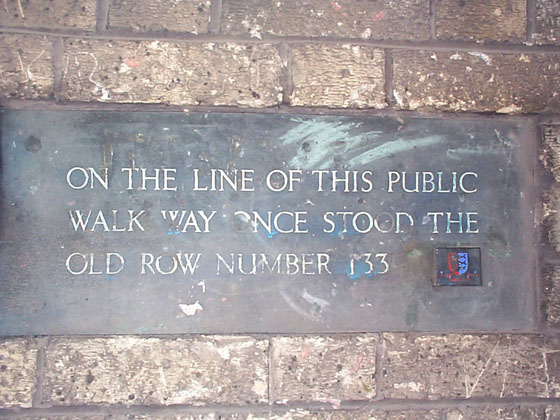 ON THE LINE OF THIS PUBLIC
WALK WAY ONCE STOOD THE
OLD ROW NUMBER 133